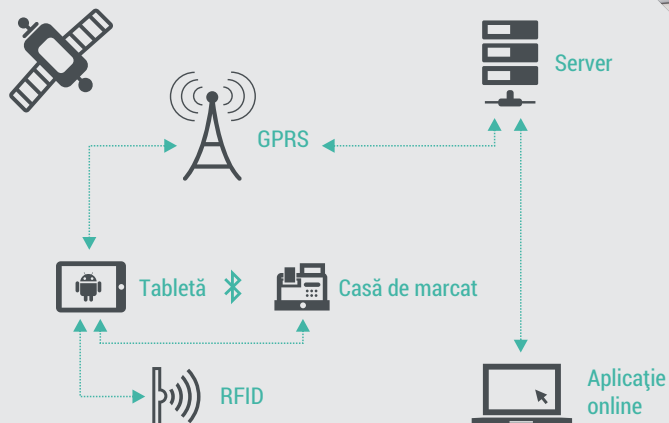 Server
GPRS
Tabletă
Casă de marcat
RFID
Aplicaţie
online